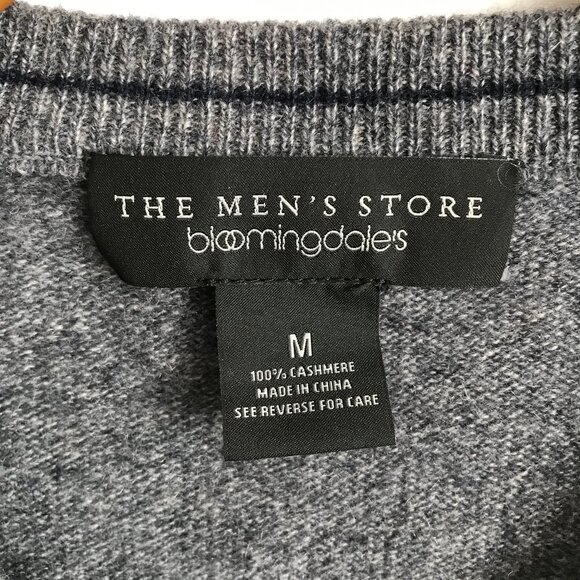 THE MEN'S STORE
bloomingdale's
M
100% CASHMERE
MADE IN CHINA
SEE REVERSE FOR CARE